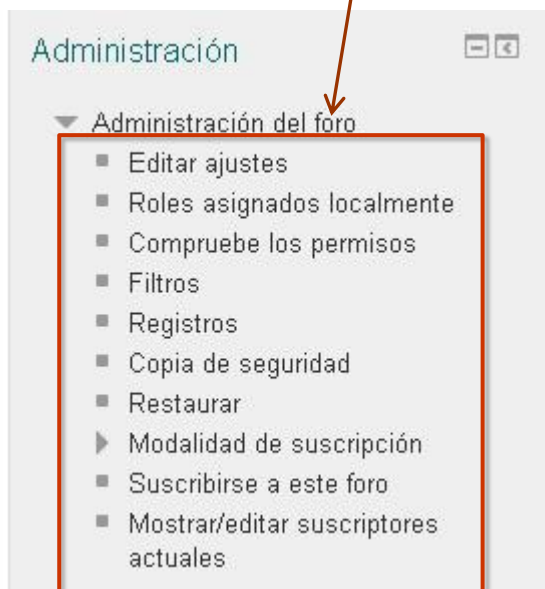 Administración
Administración del foro
Editar ajustes
Roles asignados localmente
Compruebe los permisos
Filtros
Registros
Copia de seguridad
Restaurar
Modalidad de suscripción
Suscribirse a este foro
Mostrar/editar suscriptores
actuales